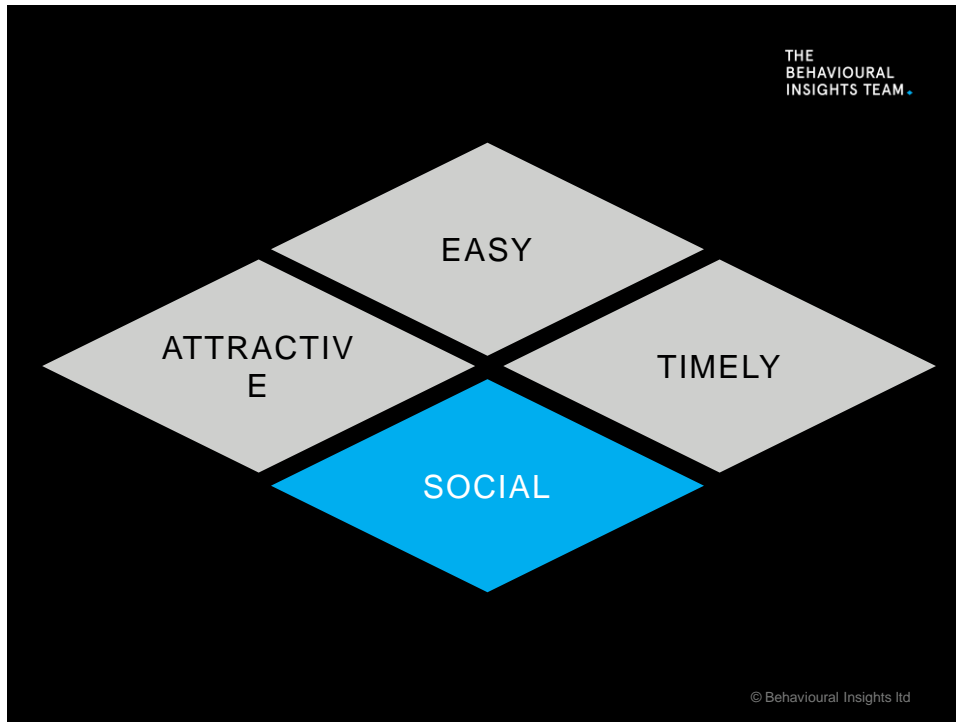 THE
BEHAVIOURAL
INSIGHTS TEAM
EASY
ATTRACTIV
E
TIMELY
SOCIAL
© Behavioural Insights ltd